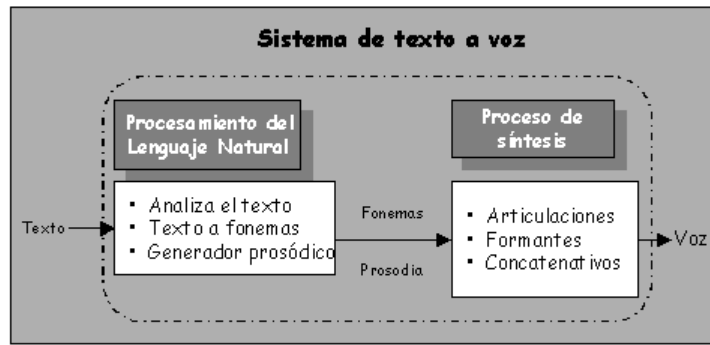 Sistema de texto a voz
Procesamiento del
Lenguaje Natural
Proceso de
síntesis
Texto
▪ Analiza el texto
▪ Texto a fonemas
▪ Generador prosódico
Fonemas
Prosodia
▪ Articulaciones
▪ Formantes
▪ Concatenativos
Voz